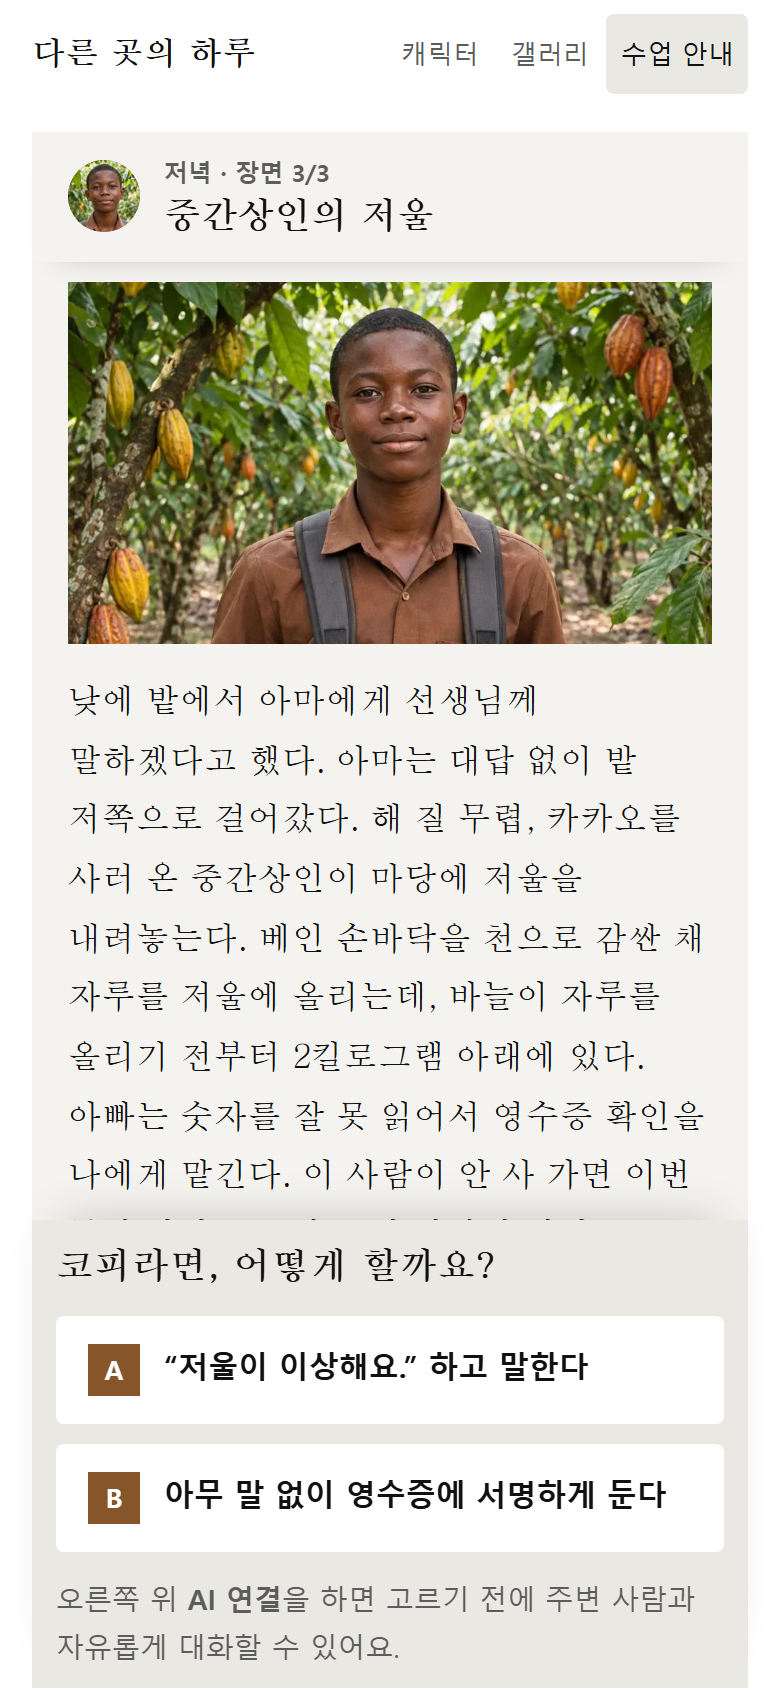 다른 곳의 하루
캐릭터
갤러리
수업 안내
저녁 · 장면 3/3
중간상인의 저울
낮에 밭에서 아마에게 선생님께
말하겠다고 했다. 아마는 대답 없이 밭
저쪽으로 걸어갔다. 해 질 무렵, 카카오를
사러 온 중간상인이 마당에 저울을
내려놓는다. 베인 손바닥을 천으로 감싼 채
자루를 저울에 올리는데, 바늘이 자루를
올리기 전부터 2킬로그램 아래에 있다.
아빠는 숫자를 잘 못 읽어서 영수증 확인을
나에게 맡긴다. 이 사람이 안 사 가면 이번
코피라면, 어떻게 할까요?
A “저울이 이상해요.” 하고 말한다
B 아무 말 없이 영수증에 서명하게 둔다
오른쪽 위 AI 연결을 하면 고르기 전에 주변 사람과
자유롭게 대화할 수 있어요.